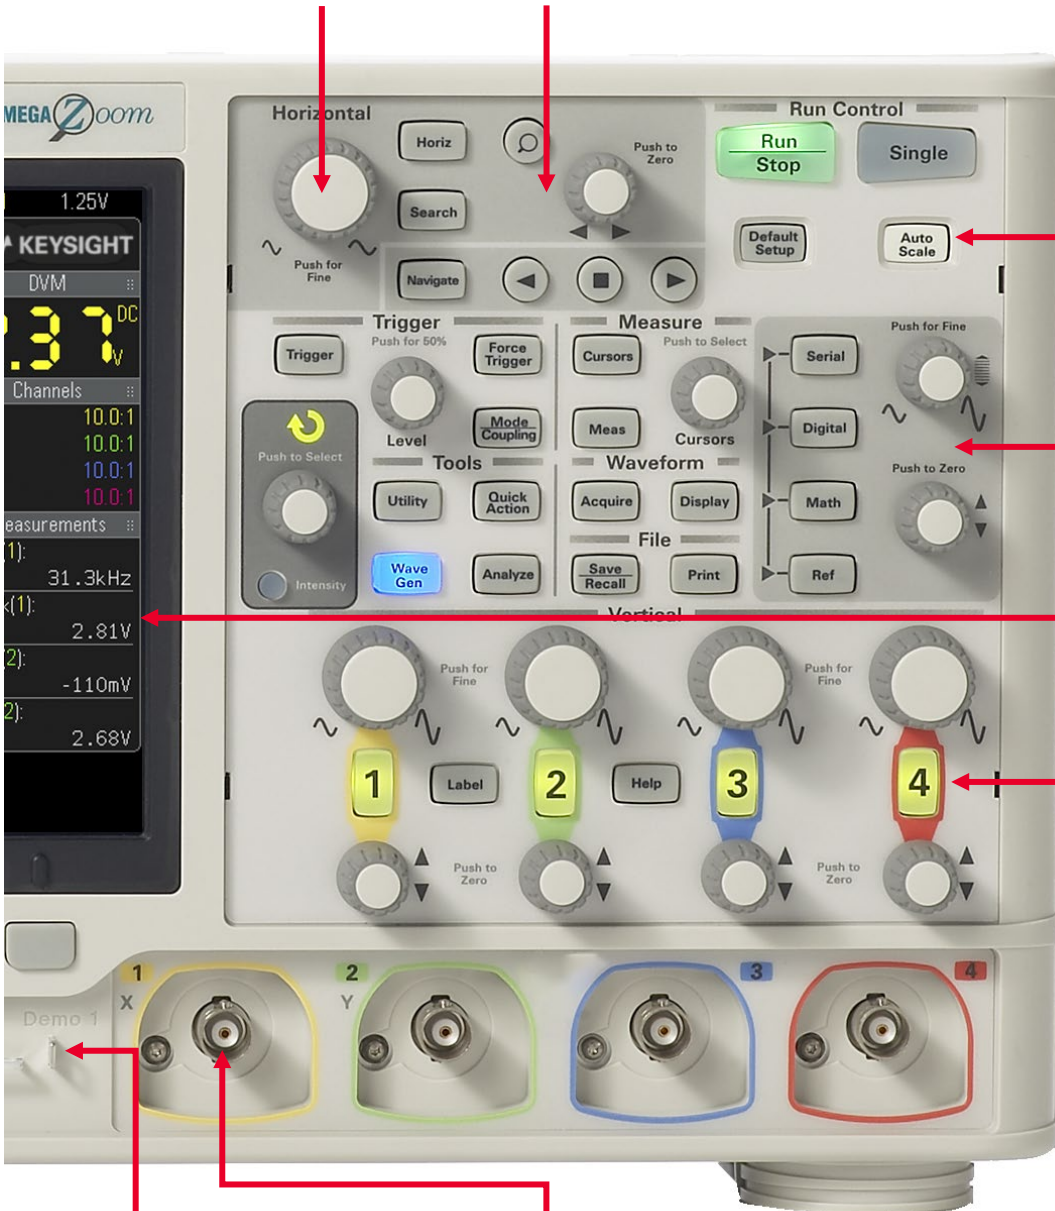 MEGA Zoom
1.25V
KEYSIGHT
DVM
.37
DC
V
Channels
10.0:1
10.0:1
10.0:1
10.0:1
easurements
(1):
31.3kHz
(1):
2.81V
(2):
-110mV
2):
2.68V
Horizontal
Horiz
Push to
Zero
Search
Push for
Fine
Navigate
Run Control
Run
Stop
Single
Default
Setup
Auto
Scale
Trigger
Push for 50%
Trigger
Force
Trigger
Level
Mode
Coupling
Push to Select
Intensity
Measure
Push to Select
Cursors
Meas
Cursors
Tools
Utility
Quick
Action
Wave
Gen
Analyze
Waveform
Acquire
Display
File
Save
Recall
Print
Serial
Digital
Math
Ref
Push for Fine
Push to Zero
Vertical
Push for
Fine
Push for
Fine
1
Label
2
Help
3
4
Push to
Zero
Push to
Zero
1
X
2
Y
3
4
Demo 1